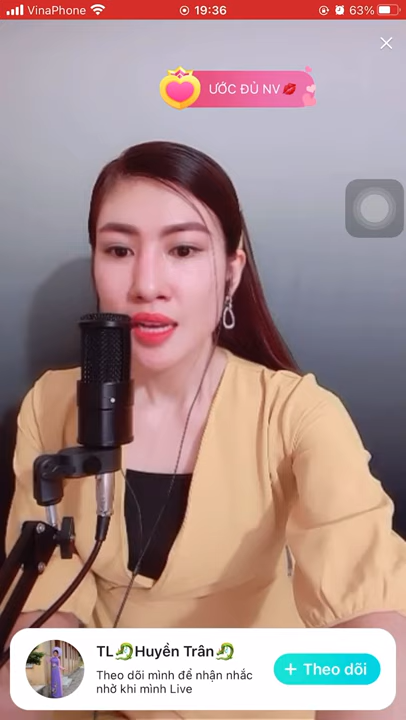 VinaPhone
19:36
63%
ƯỚC ĐỦ NV💋
TL🐉Huyền Trân🐉
Theo dõi mình để nhận nhắc
nhở khi mình Live
+ Theo dõi